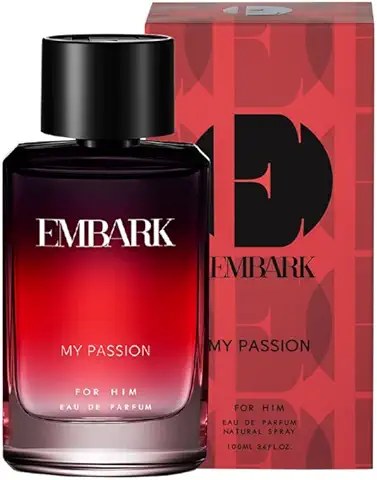 EMBARK
MY PASSION
FOR HIM
EAU DE PARFUM
E
EMBARK
MY PASSION
FOR HIM
EAU DE PARFUM
NATURAL SPRAY
100ML 3.4FL.OZ.